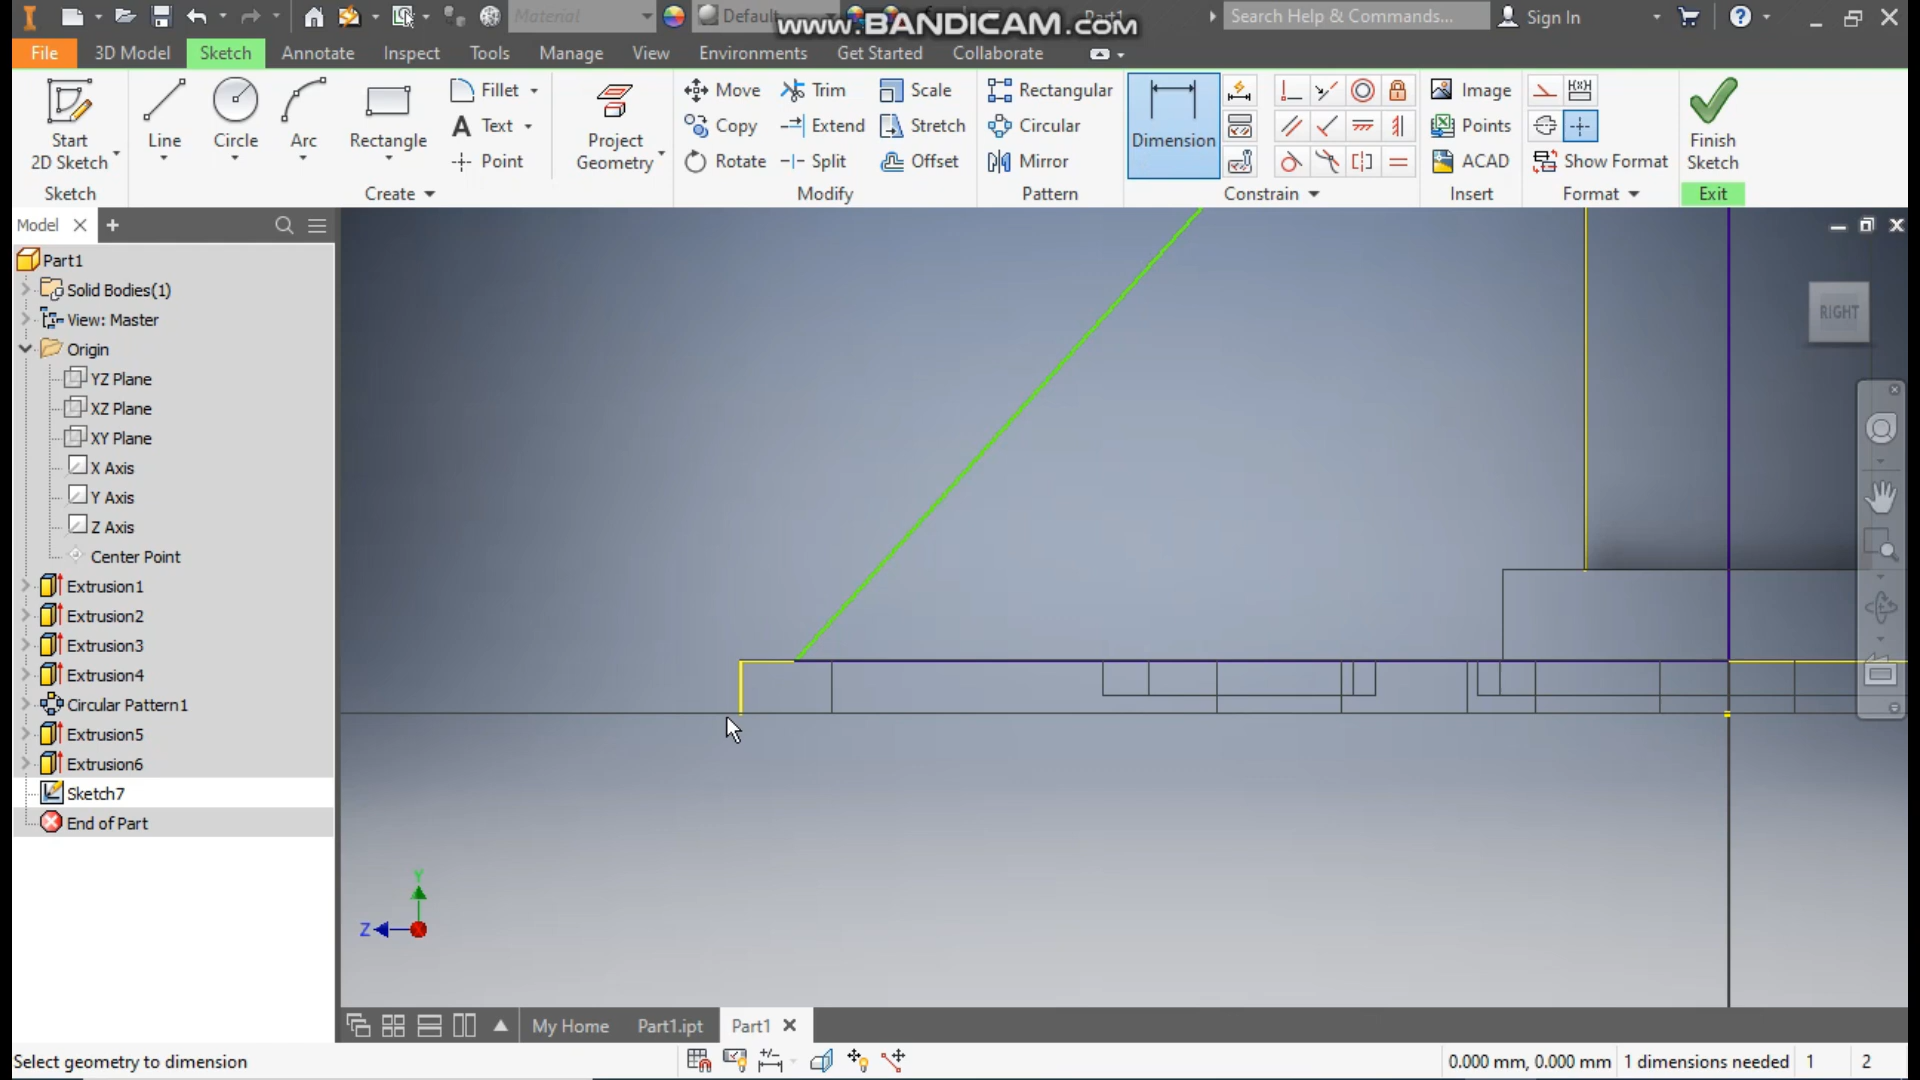 Material
Default
www.BANDICAM.com
Part1
Search Help & Commands...
Sign In
File
3D Model
Sketch
Annotate
Inspect
Tools
Manage
View
Environments
Get Started
Collaborate
Start
2D Sketch
Line
Circle
Arc
Rectangle
Fillet
Text
Point
Project
Geometry
Move
Trim
Scale
Copy
Extend
Stretch
Rotate
Split
Offset
Rectangular
Circular
Mirror
Dimension
Image
Points
ACAD
Show Format
Finish
Sketch
Sketch
Create
Modify
Pattern
Constrain
Insert
Format
Exit
Model
Part1
Solid Bodies(1)
View: Master
Origin
YZ Plane
XZ Plane
XY Plane
X Axis
Y Axis
Z Axis
Center Point
Extrusion1
Extrusion2
Extrusion3
Extrusion4
Circular Pattern1
Extrusion5
Extrusion6
Sketch7
End of Part
RIGHT
Y
Z
My Home
Part1.ipt
Part1
Select geometry to dimension
0.000 mm, 0.000 mm
1 dimensions needed
1
2